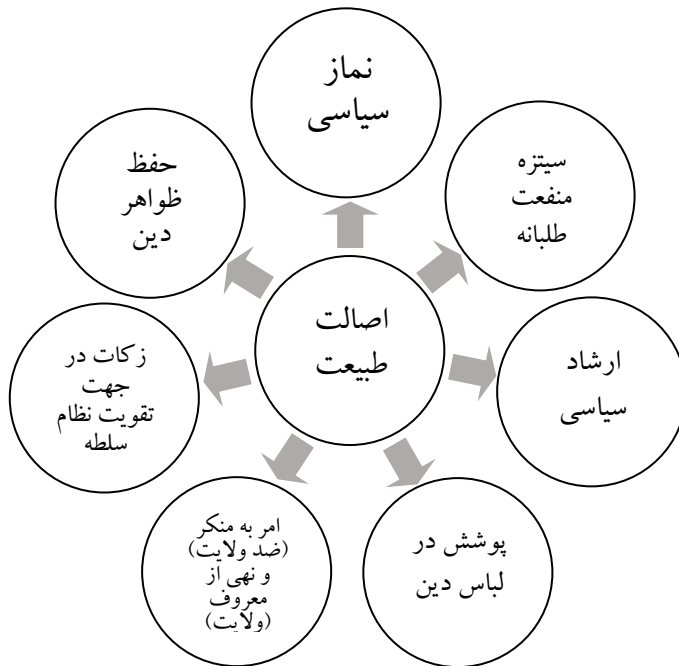 نماز
سیاسی
سیتزه
منفعت
طلبانه
ارشاد
سیاسی
پوشش در
لباس دین
امر به منکر
(ضد ولایت)
و نهی از
معروف
(ولایت)
زکات در
جهت
تقویت نظام
سلطه
حفظ
ظواهر
دین
اصالت
طبیعت